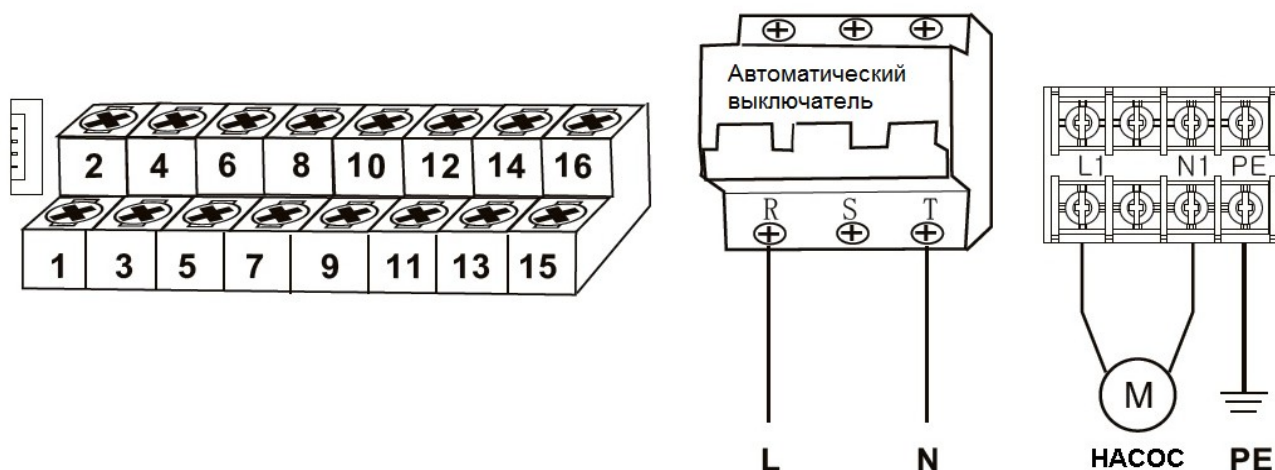 2 4 6 8 10 12 14 16
1 3 5 7 9 11 13 15
Автоматический
выключатель
R S T
L N
L1 N1 PE
M
НАСОС PE